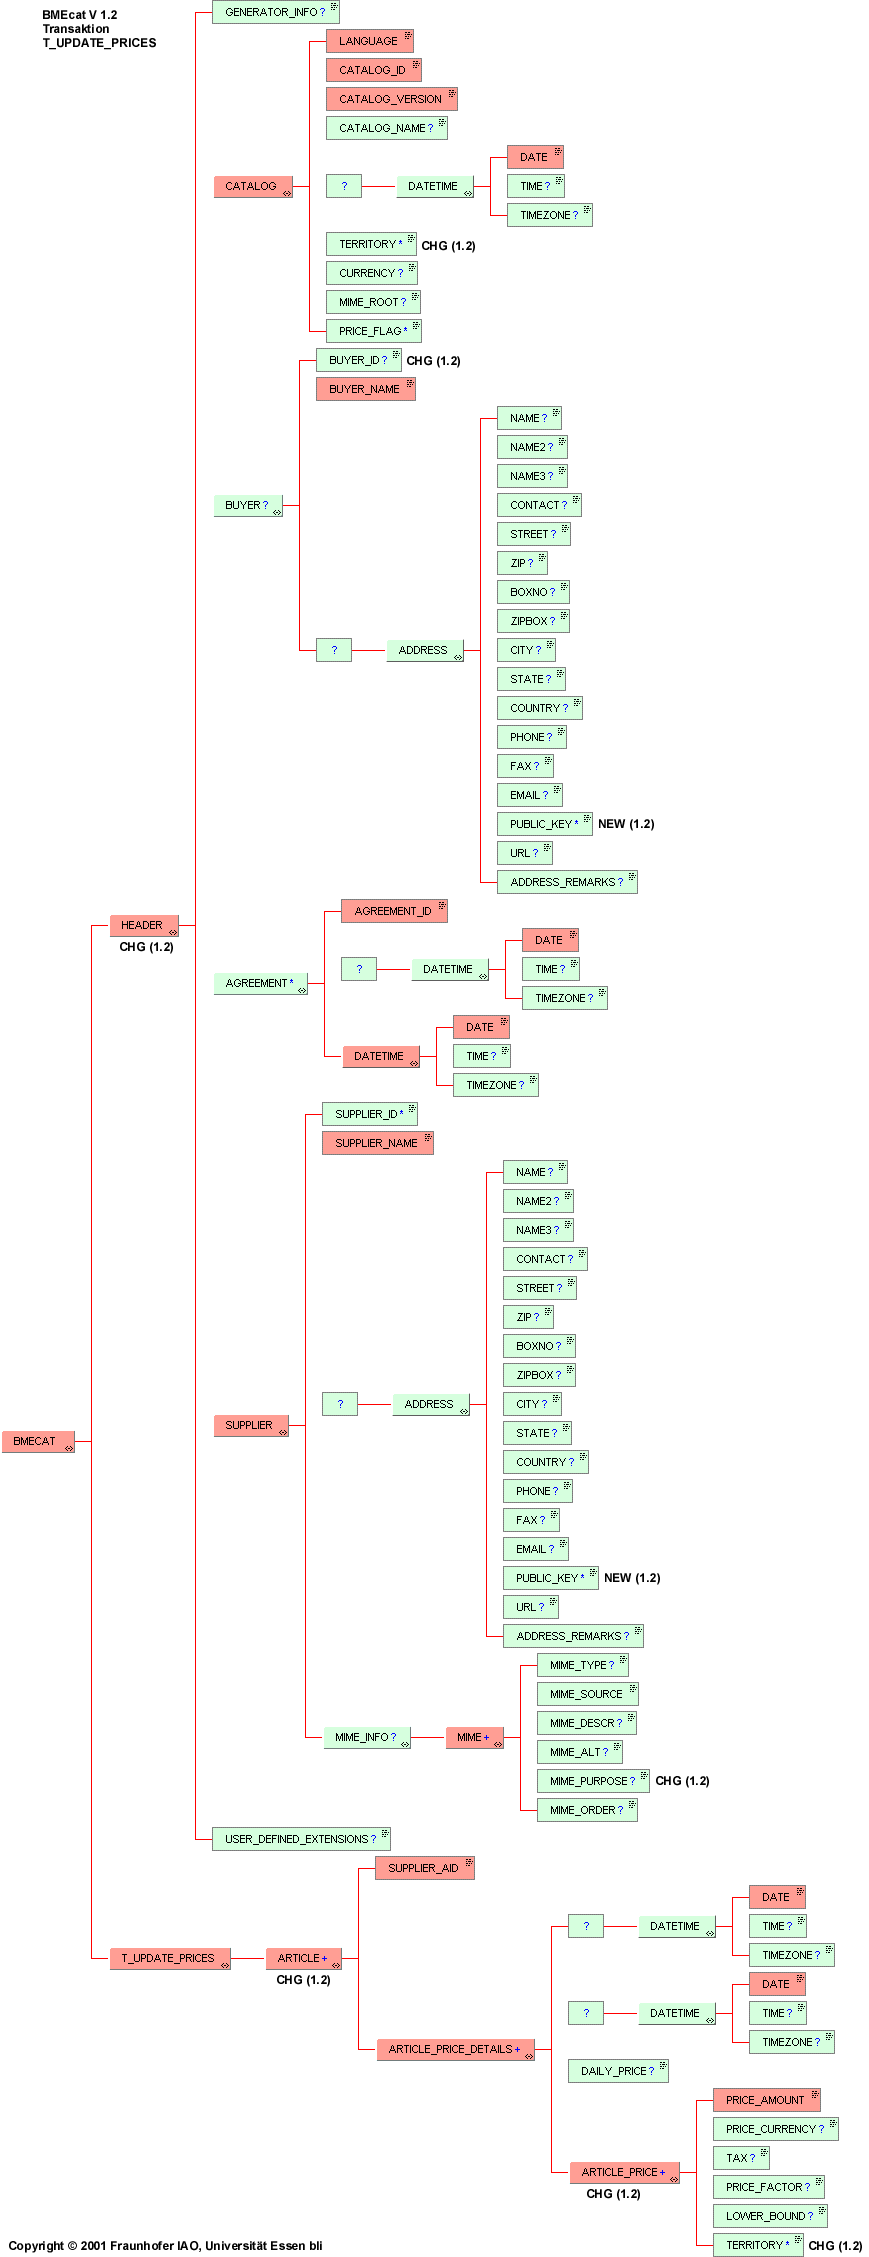 BMEcat V 1.2
Transaktion
T_UPDATE_PRICES
GENERATOR_INFO ?
LANGUAGE
CATALOG_ID
CATALOG_VERSION
CATALOG_NAME ?
CATALOG
?
DATETIME
DATE
TIME ?
TIMEZONE ?
TERRITORY * CHG (1.2)
CURRENCY ?
MIME_ROOT ?
PRICE_FLAG *
BUYER_ID ? CHG (1.2)
BUYER_NAME
BUYER ?
?
ADDRESS
NAME ?
NAME2 ?
NAME3 ?
CONTACT ?
STREET ?
ZIP ?
BOXNO ?
ZIPBOX ?
CITY ?
STATE ?
COUNTRY ?
PHONE ?
FAX ?
EMAIL ?
PUBLIC_KEY * NEW (1.2)
URL ?
ADDRESS_REMARKS ?
HEADER
CHG (1.2)
AGREEMENT *
AGREEMENT_ID
?
DATETIME
DATE
TIME ?
TIMEZONE ?
DATETIME
DATE
TIME ?
TIMEZONE ?
SUPPLIER_ID *
SUPPLIER_NAME
SUPPLIER
?
ADDRESS
NAME ?
NAME2 ?
NAME3 ?
CONTACT ?
STREET ?
ZIP ?
BOXNO ?
ZIPBOX ?
CITY ?
STATE ?
COUNTRY ?
PHONE ?
FAX ?
EMAIL ?
PUBLIC_KEY * NEW (1.2)
URL ?
ADDRESS_REMARKS ?
BMECAT
MIME_INFO ?
MIME +
MIME_TYPE ?
MIME_SOURCE
MIME_DESCR ?
MIME_ALT ?
MIME_PURPOSE ? CHG (1.2)
MIME_ORDER ?
USER_DEFINED_EXTENSIONS ?
T_UPDATE_PRICES
ARTICLE +
CHG (1.2)
SUPPLIER_AID
ARTICLE_PRICE_DETAILS +
?
DATETIME
DATE
TIME ?
TIMEZONE ?
?
DATETIME
DATE
TIME ?
TIMEZONE ?
DAILY_PRICE ?
ARTICLE_PRICE +
CHG (1.2)
PRICE_AMOUNT
PRICE_CURRENCY ?
TAX ?
PRICE_FACTOR ?
LOWER_BOUND ?
TERRITORY * CHG (1.2)
Copyright © 2001 Fraunhofer IAO, Universität Essen bli